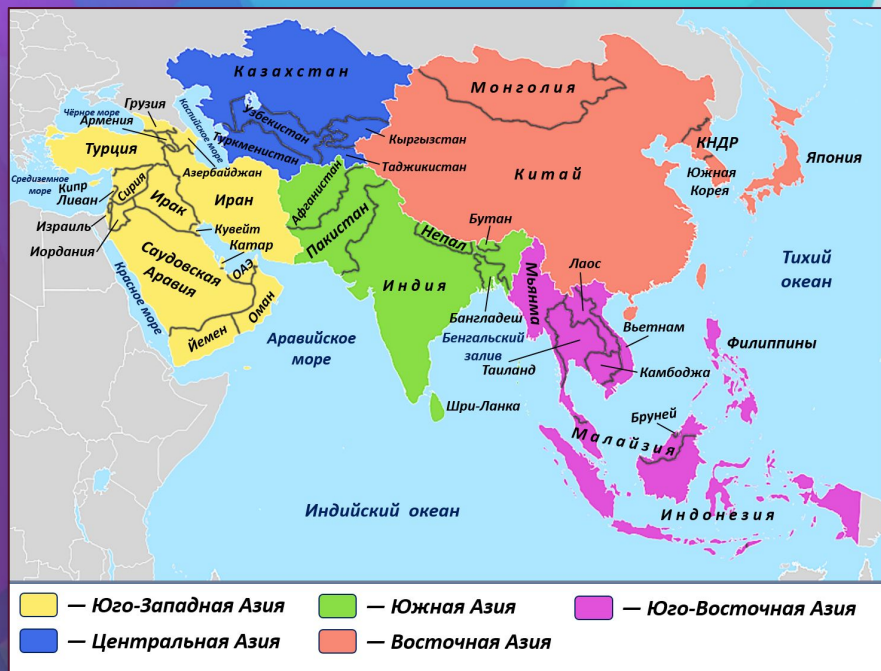 Казахстан
Монголия
Грузия
Чёрное море
Армения
Каспийское море
Узбекистан
Кыргызстан
Турция
Туркменистан
КНДР
Азербайджан
Таджикистан
Япония
Средиземное
море
Кипр
Сирия
Афганистан
Китай
Южная
Корея
Ливан
Ирак
Иран
Израиль
Кувейт
Пакистан
Непал
Бутан
Иордания
Катар
Саудовская
Аравия
ОАЭ
Мьянма
Лаос
Тихий
океан
Красное море
Индия
Оман
Бангладеш
Йемен
Аравийское
море
Бенгальский
залив
Вьетнам
Филиппины
Таиланд
Камбоджа
Шри-Ланка
Бруней
Малайзия
Индийский океан
Индонезия
— Юго-Западная Азия
— Южная Азия
— Юго-Восточная Азия
— Центральная Азия
— Восточная Азия